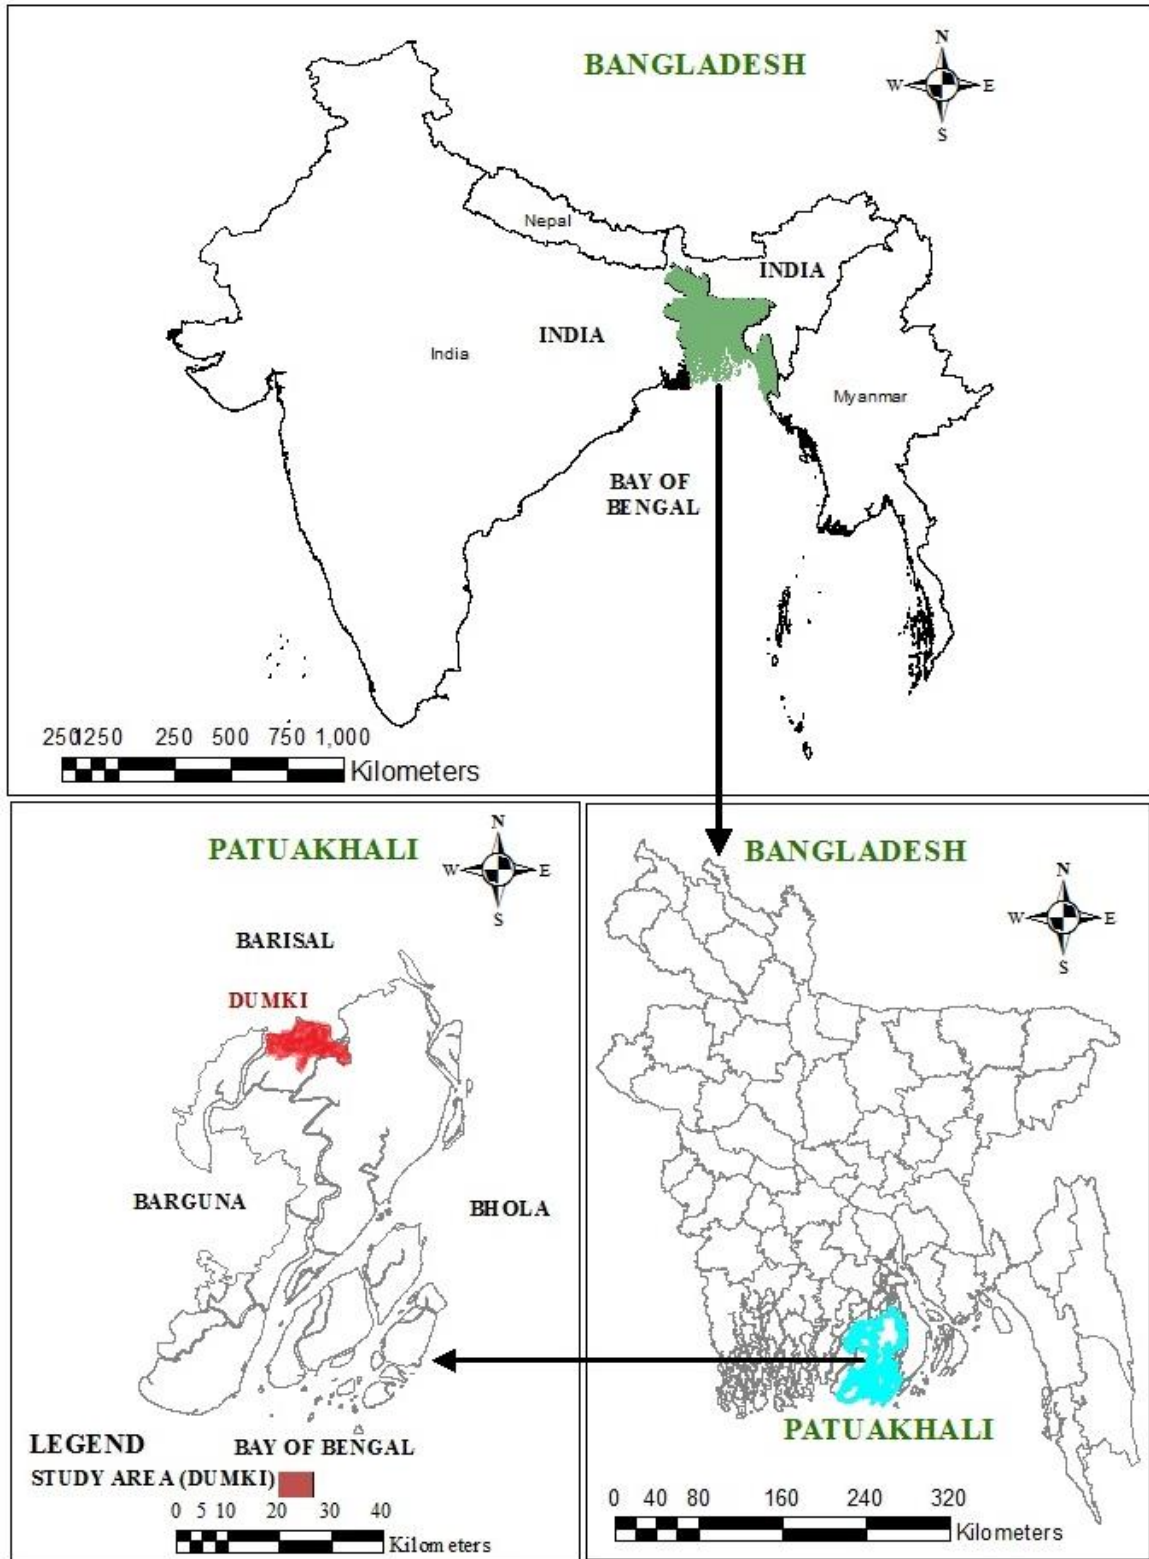 BANGLADESH
N
W E
S
Nepal
INDIA
INDIA
India
Myanmar
BAY OF
BENGAL
2501250 250 500 750 1,000
Kilometers
PATUAKHALI
N
W E
S
BARISAL
DUMKI
BARGUNA
BHOLA
LEGEND
BAY OF BENGAL
STUDY AREA (DUMKI)
0 5 10 20 30 40
Kilometers
BANGLADESH
N
W E
S
PATUAKHALI
0 40 80 160 240 320
Kilometers